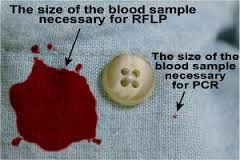 The size of the blood sample
necessary for RFLP
The size of the
blood sample
necessary
for PCR